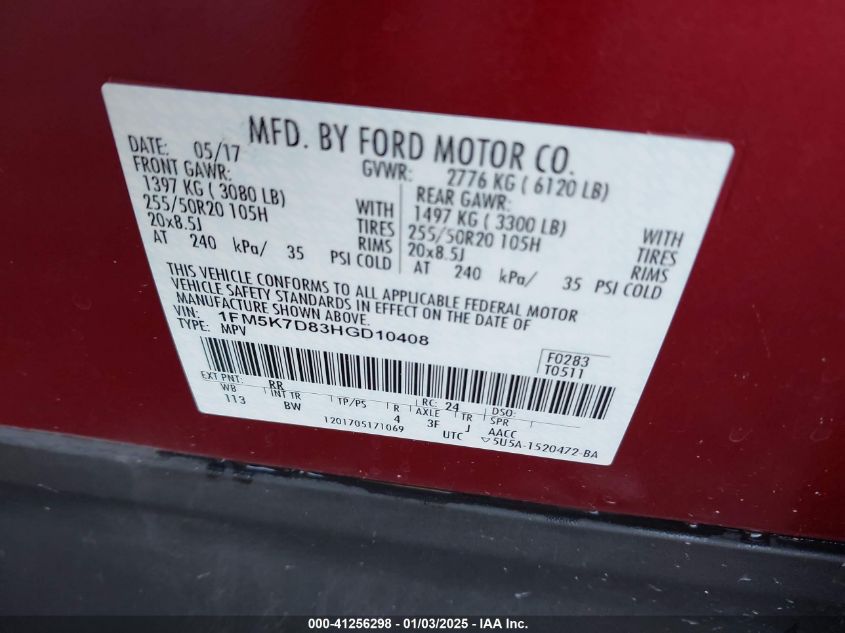 MFD. BY FORD MOTOR CO.
DATE: 05/17 GVWR: 2776 KG ( 6120 LB)
FRONT GAWR: REAR GAWR:
1397 KG ( 3080 LB) WITH 1497 KG ( 3300 LB) WITH
255/50R20 105H TIRES 255/50R20 105H TIRES
20x8.5J RIMS 20x8.5J RIMS
AT 240 kPa/ 35 PSI COLD AT 240 kPa/ 35 PSI COLD
THIS VEHICLE CONFORMS TO ALL APPLICABLE FEDERAL MOTOR
VEHICLE SAFETY STANDARDS IN EFFECT ON THE DATE OF
MANUFACTURE SHOWN ABOVE.
VIN: 1FM5K7D83HGD10408
TYPE: MPV
F0283
T0511
EXT PNT: RR LRC: 24 DSO:
WB INT TR TP/PS R AXLE TR SPR
113 BW 4 3F J AACC
1201705171069 UTC 5U5A-1520472-BA
000-41256298 - 01/03/2025 - IAA Inc.